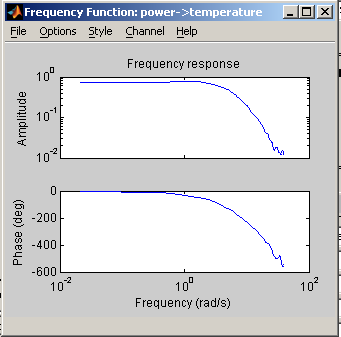 Frequency Function: power->temperature
File Options Style Channel Help
Frequency response
Amplitude
10^0
10^-1
10^-2
Phase (deg)
0
-200
-400
-600
10^-2 10^0 10^2
Frequency (rad/s)